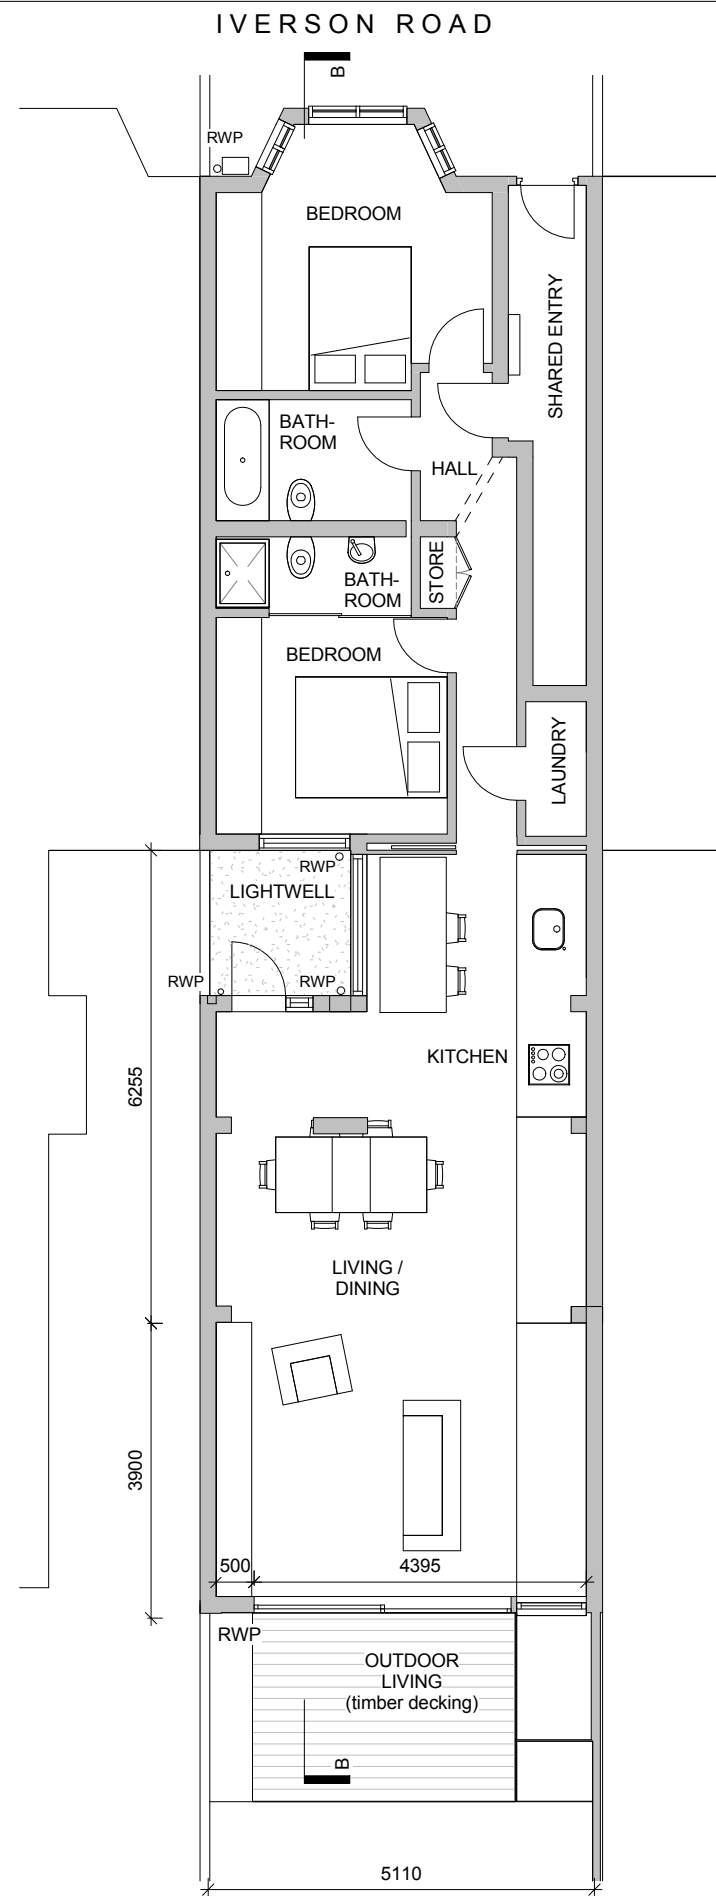 IVERSON ROAD
B
RWP
BEDROOM
SHARED ENTRY
BATH-
ROOM
HALL
STORE
BATH-
ROOM
BEDROOM
LAUNDRY
RWP
LIGHTWELL
RWP
RWP
KITCHEN
6255
LIVING /
DINING
3900
500
4395
RWP
OUTDOOR
LIVING
(timber decking)
B
5110